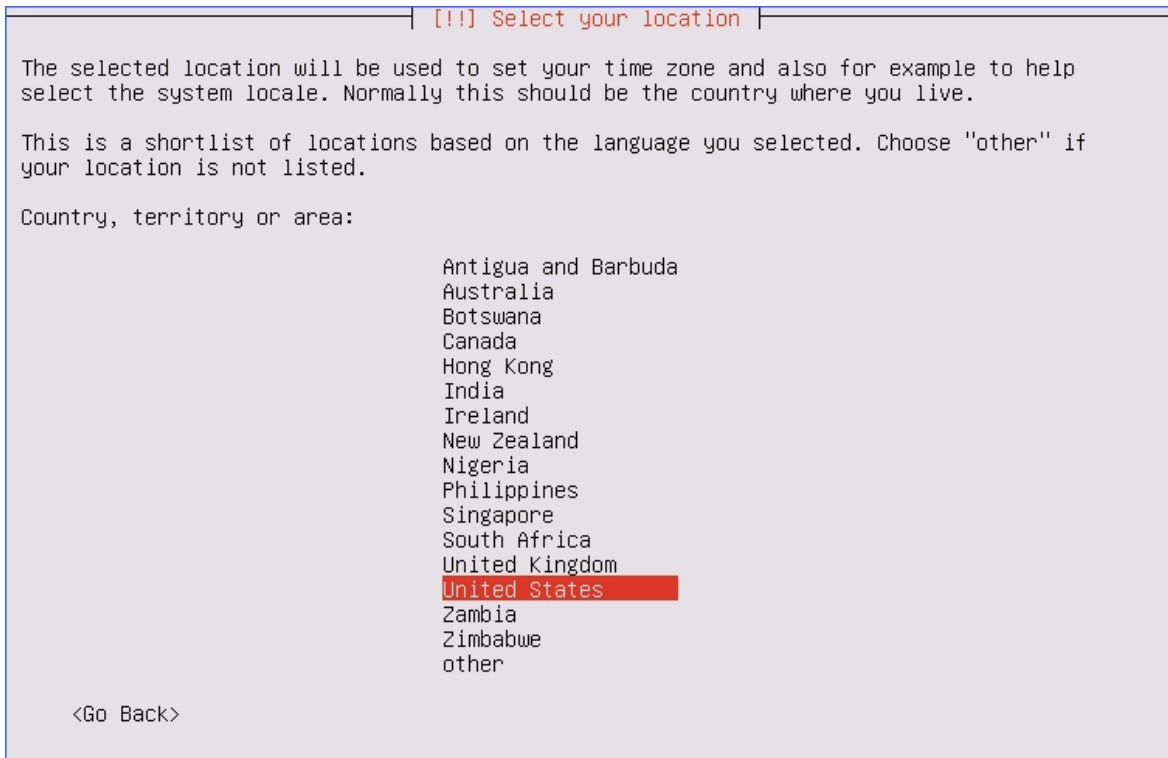 [!!] Select your location
The selected location will be used to set your time zone and also for example to help
select the system locale. Normally this should be the country where you live.
This is a shortlist of locations based on the language you selected. Choose "other" if
your location is not listed.
Country, territory or area:
Antigua and Barbuda
Australia
Botswana
Canada
Hong Kong
India
Ireland
New Zealand
Nigeria
Philippines
Singapore
South Africa
United Kingdom
United States
Zambia
Zimbabwe
other
<Go Back>